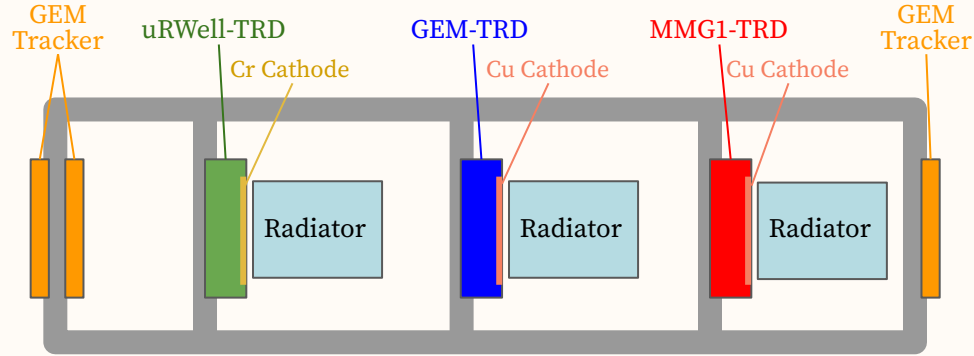 GEM
Tracker
uRWell-TRD
GEM-TRD
MMG1-TRD
GEM
Tracker
Cr Cathode
Cu Cathode
Cu Cathode
Radiator
Radiator
Radiator